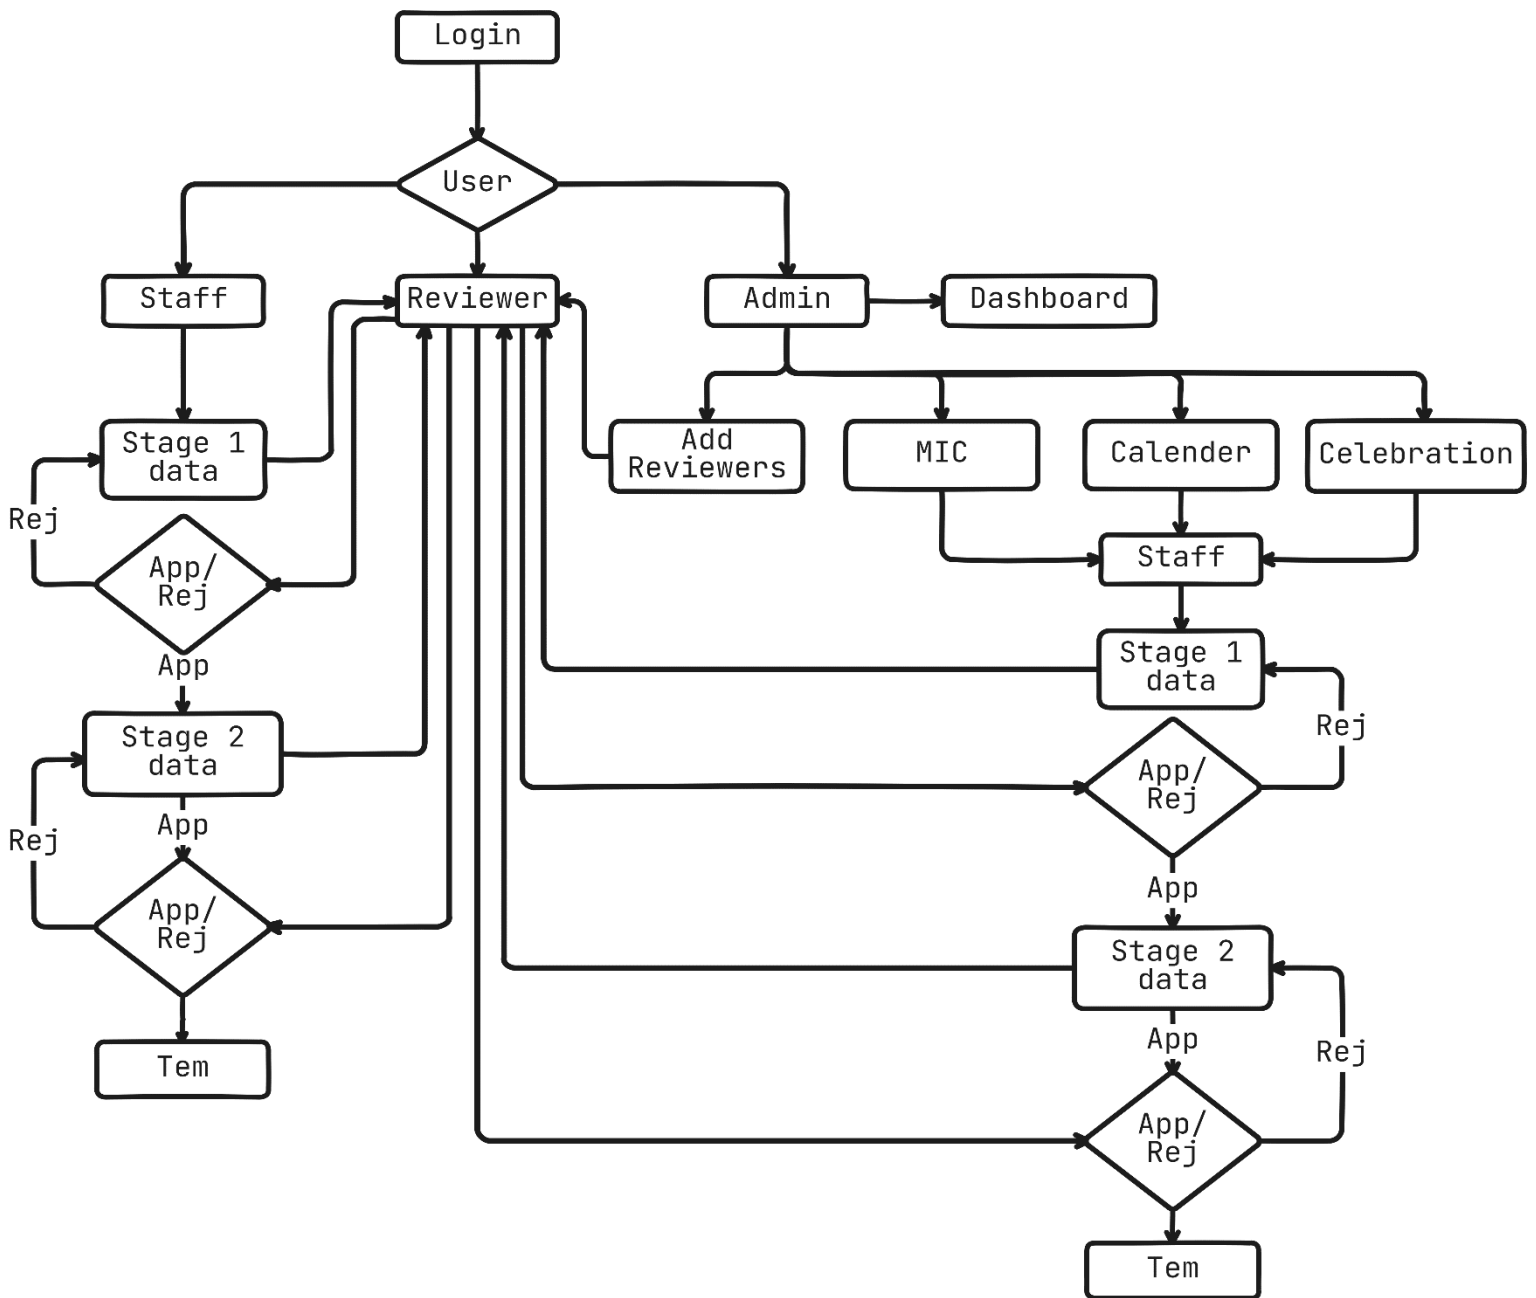 Login
User
Staff
Reviewer
Admin
Dashboard
Stage 1
data
Add
Reviewers
MIC
Calender
Celebration
Rej
App/
Rej
Staff
App
Stage 1
data
Stage 2
data
Rej
App
Rej
App/
Rej
App/
Rej
App
Stage 2
data
Tem
App
Rej
App/
Rej
Tem